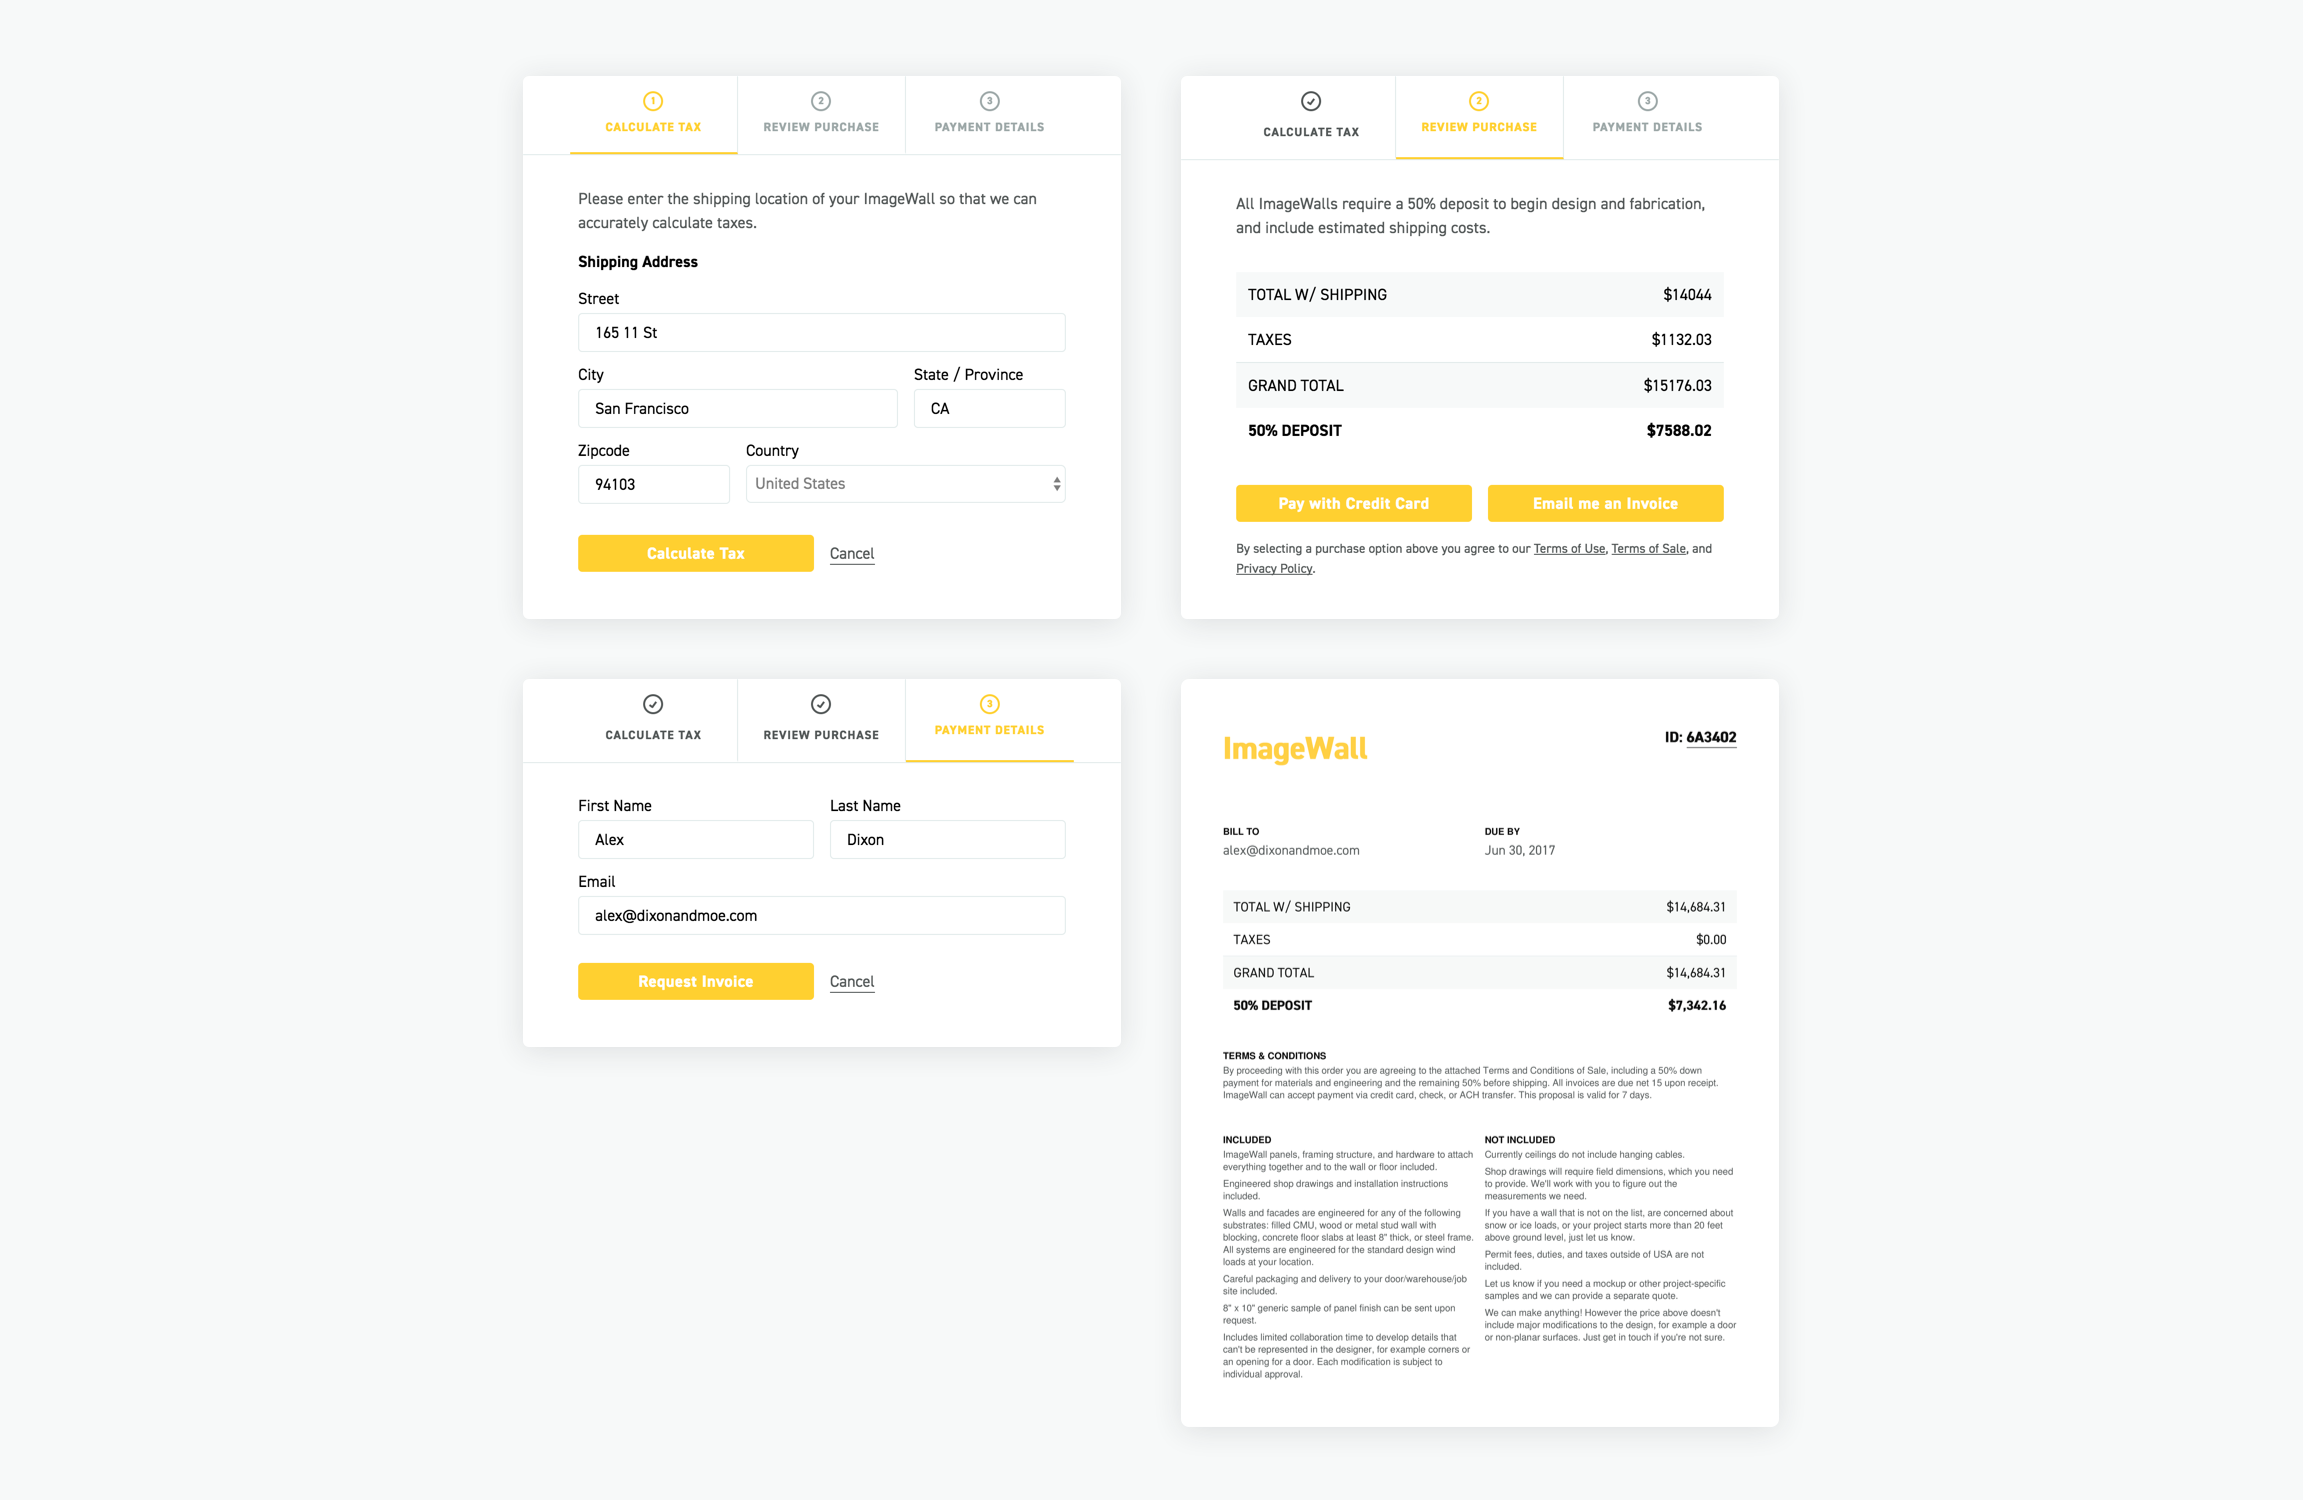 1
CALCULATE TAX
2
REVIEW PURCHASE
3
PAYMENT DETAILS
Please enter the shipping location of your ImageWall so that we can
accurately calculate taxes.
Shipping Address
Street
165 11 St
City
State / Province
San Francisco
CA
Zipcode
Country
94103
United States
Calculate Tax
Cancel
CALCULATE TAX
2
REVIEW PURCHASE
3
PAYMENT DETAILS
All ImageWalls require a 50% deposit to begin design and fabrication,
and include estimated shipping costs.
TOTAL W/ SHIPPING $14044
TAXES $1132.03
GRAND TOTAL $15176.03
50% DEPOSIT $7588.02
Pay with Credit Card
Email me an Invoice
By selecting a purchase option above you agree to our Terms of Use, Terms of Sale, and
Privacy Policy.
CALCULATE TAX
REVIEW PURCHASE
3
PAYMENT DETAILS
First Name
Last Name
Alex
Dixon
Email
alex@dixonandmoe.com
Request Invoice
Cancel
ImageWall
ID: 6A3402
BILL TO
alex@dixonandmoe.com
DUE BY
Jun 30, 2017
TOTAL W/ SHIPPING $14,684.31
TAXES $0.00
GRAND TOTAL $14,684.31
50% DEPOSIT $7,342.16
TERMS & CONDITIONS
By proceeding with this order you are agreeing to the attached Terms and Conditions of Sale, including a 50% down
payment for materials and engineering and the remaining 50% before shipping. All invoices are due net 15 upon receipt.
ImageWall can accept payment via credit card, check, or ACH transfer. This proposal is valid for 7 days.
INCLUDED
ImageWall panels, framing structure, and hardware to attach
everything together and to the wall or floor included.
Engineered shop drawings and installation instructions
included.
Walls and facades are engineered for any of the following
substrates: filled CMU, wood or metal stud wall with
blocking, concrete floor slabs at least 8" thick, or steel frame.
All systems are engineered for the standard design wind
loads at your location.
Careful packaging and delivery to your door/warehouse/job
site included.
8" x 10" generic sample of panel finish can be sent upon
request.
Includes limited collaboration time to develop details that
can't be represented in the designer, for example corners or
an opening for a door. Each modification is subject to
individual approval.
NOT INCLUDED
Currently ceilings do not include hanging cables.
Shop drawings will require field dimensions, which you need
to provide. We'll work with you to figure out the
measurements we need.
If you have a wall that is not on the list, are concerned about
snow or ice loads, or your project starts more than 20 feet
above ground level, just let us know.
Permit fees, duties, and taxes outside of USA are not
included.
Let us know if you need a mockup or other project-specific
samples and we can provide a separate quote.
We can make anything! However the price above doesn't
include major modifications to the design, for example a door
or non-planar surfaces. Just get in touch if you're not sure.